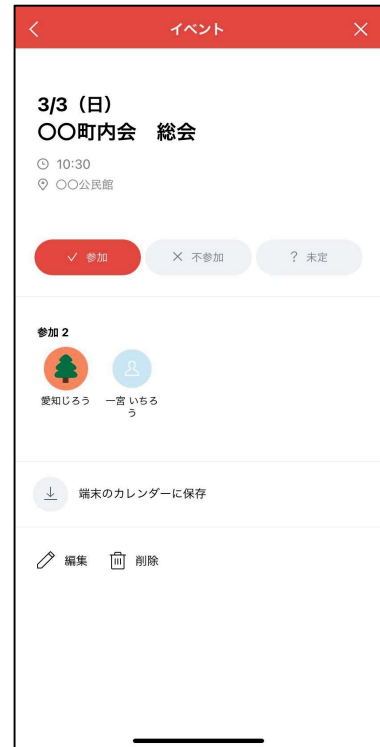 イベント
3/3（日）
〇〇町内会　総会
10:30
〇〇公民館
参加
不参加
? 未定
参加 2
愛知じろう
一宮 いちろ
う
端末のカレンダーに保存
編集
削除